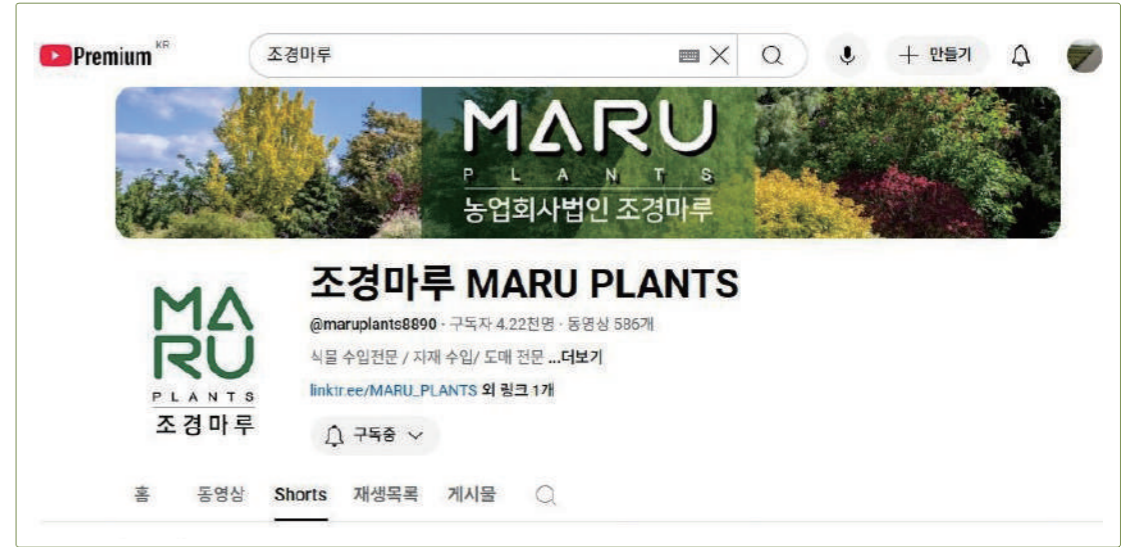 Premium KR
조경마루
만들기
MARU
PLANTS
농업회사법인 조경마루
MA
RU
PLANTS
조경마루
조경마루 MARU PLANTS
@maruplants8890 · 구독자 4.22천명 · 동영상 586개
식물 수입전문 / 자재 수입/ 도매 전문 ...더보기
linktr.ee/MARU_PLANTS 외 링크 1개
구독중
홈 동영상 Shorts 재생목록 게시물